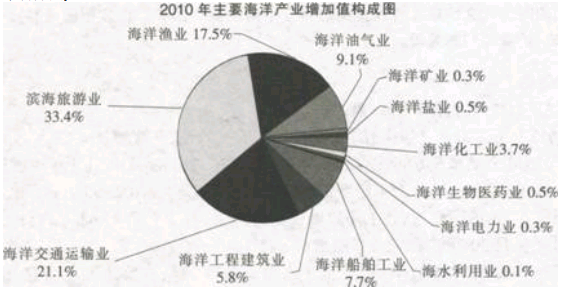 2010 年主要海洋产业增加值构成图
海洋渔业 17.5%
海洋油气业
9.1%
海洋矿业 0.3%
海洋盐业 0.5%
海洋化工业3.7%
海洋生物医药业 0.5%
海洋电力业 0.3%
海水利用业 0.1%
海洋船舶工业
7.7%
海洋工程建筑业
5.8%
海洋交通运输业
21.1%
滨海旅游业
33.4%